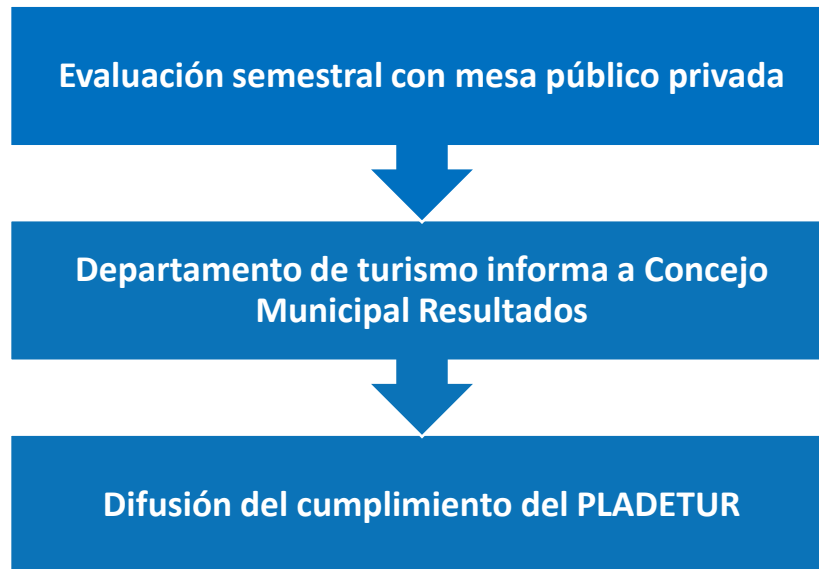 Evaluación semestral con mesa público privada
Departamento de turismo informa a Concejo
Municipal Resultados
Difusión del cumplimiento del PLADETUR